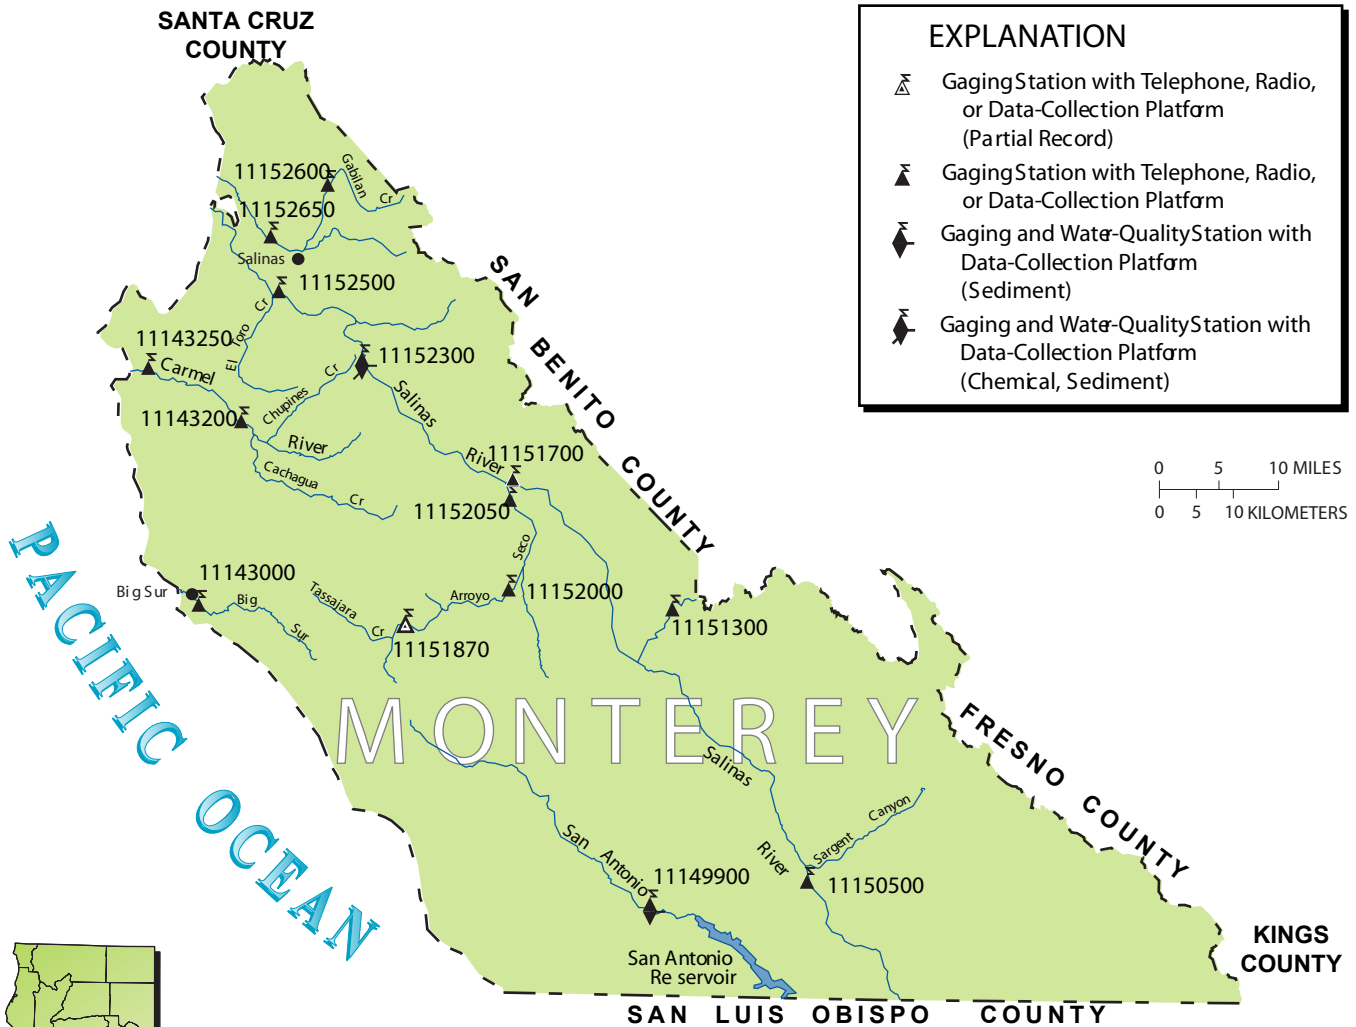 SANTA CRUZ
COUNTY
EXPLANATION
Gaging Station with Telephone, Radio,
or Data-Collection Platform
(Partial Record)
Gaging Station with Telephone, Radio,
or Data-Collection Platform
Gaging and Water-Quality Station with
Data-Collection Platform
(Sediment)
Gaging and Water-Quality Station with
Data-Collection Platform
(Chemical, Sediment)
0 5 10 MILES
0 5 10 KILOMETERS
11152600
Gabilan Cr
11152650
Salinas
11152500
El Toro Cr
11143250
Carmel
11152300
Chupines Cr
Salinas
11143200
River
River
11151700
Cachagua Cr
11152050
Seco
SAN BENITO COUNTY
PACIFIC OCEAN
11143000
Big Sur
Big Sur
Tassajara Cr
Arroyo
11152000
11151870
11151300
MONTEREY
FRESNO COUNTY
Salinas
River
Sargent Canyon
San Antonio
11149900
11150500
San Antonio
Reservoir
KINGS
COUNTY
SAN LUIS OBISPO COUNTY